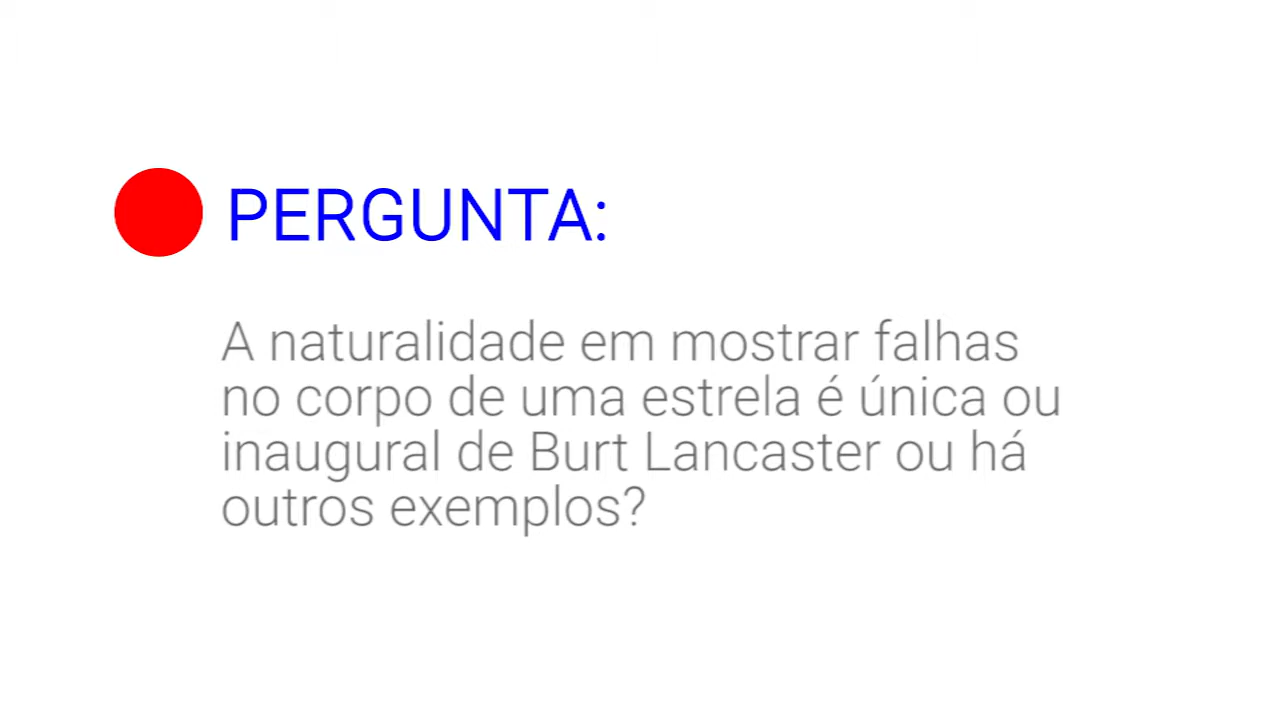 PERGUNTA:
A naturalidade em mostrar falhas
no corpo de uma estrela é única ou
inaugural de Burt Lancaster ou há
outros exemplos?